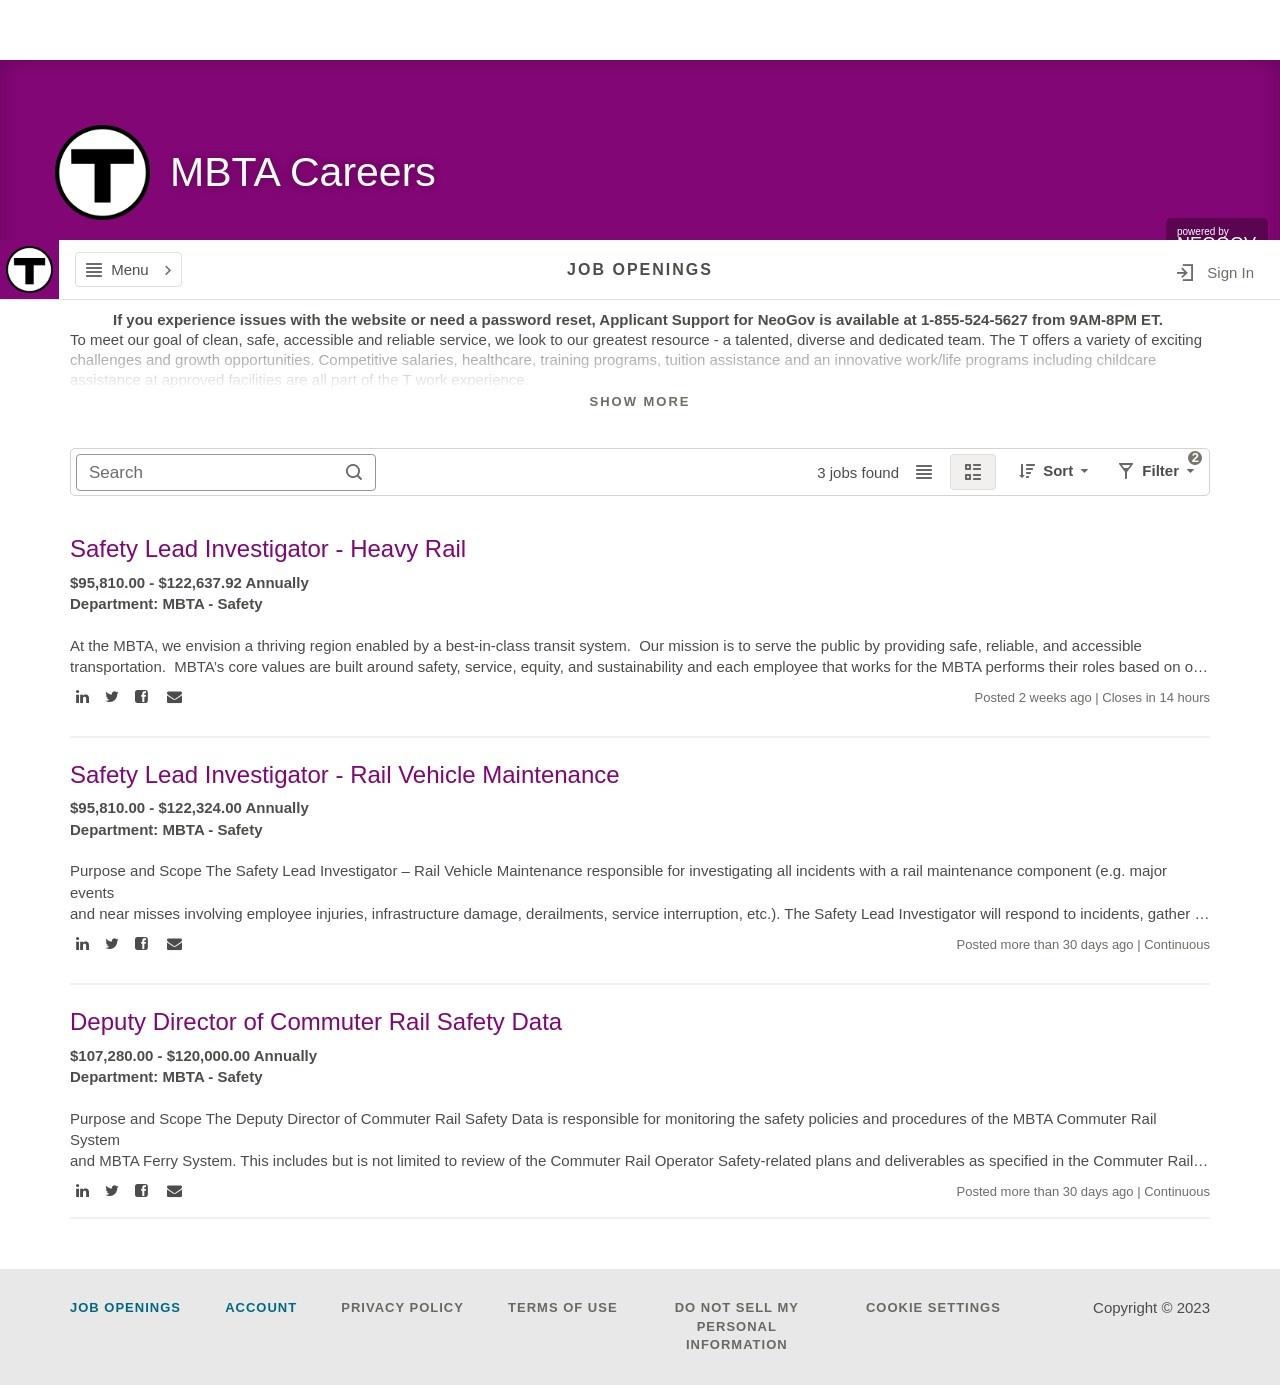 T
MBTA Careers
powered by
NEOGOV
T
Menu
JOB OPENINGS
Sign In
If you experience issues with the website or need a password reset, Applicant Support for NeoGov is available at 1-855-524-5627 from 9AM-8PM ET.
To meet our goal of clean, safe, accessible and reliable service, we look to our greatest resource - a talented, diverse and dedicated team. The T offers a variety of exciting
challenges and growth opportunities. Competitive salaries, healthcare, training programs, tuition assistance and an innovative work/life programs including childcare
assistance at approved facilities are all part of the T work experience.
SHOW MORE
Search
3 jobs found
Sort
Filter
2
Safety Lead Investigator - Heavy Rail
$95,810.00 - $122,637.92 Annually
Department: MBTA - Safety
At the MBTA, we envision a thriving region enabled by a best-in-class transit system.  Our mission is to serve the public by providing safe, reliable, and accessible
transportation.  MBTA's core values are built around safety, service, equity, and sustainability and each employee that works for the MBTA performs their roles based on o…
Posted 2 weeks ago | Closes in 14 hours
Safety Lead Investigator - Rail Vehicle Maintenance
$95,810.00 - $122,324.00 Annually
Department: MBTA - Safety
Purpose and Scope The Safety Lead Investigator – Rail Vehicle Maintenance responsible for investigating all incidents with a rail maintenance component (e.g. major
events
and near misses involving employee injuries, infrastructure damage, derailments, service interruption, etc.). The Safety Lead Investigator will respond to incidents, gather …
Posted more than 30 days ago | Continuous
Deputy Director of Commuter Rail Safety Data
$107,280.00 - $120,000.00 Annually
Department: MBTA - Safety
Purpose and Scope The Deputy Director of Commuter Rail Safety Data is responsible for monitoring the safety policies and procedures of the MBTA Commuter Rail
System
and MBTA Ferry System. This includes but is not limited to review of the Commuter Rail Operator Safety-related plans and deliverables as specified in the Commuter Rail…
Posted more than 30 days ago | Continuous
JOB OPENINGS
ACCOUNT
PRIVACY POLICY
TERMS OF USE
DO NOT SELL MY
PERSONAL
INFORMATION
COOKIE SETTINGS
Copyright © 2023